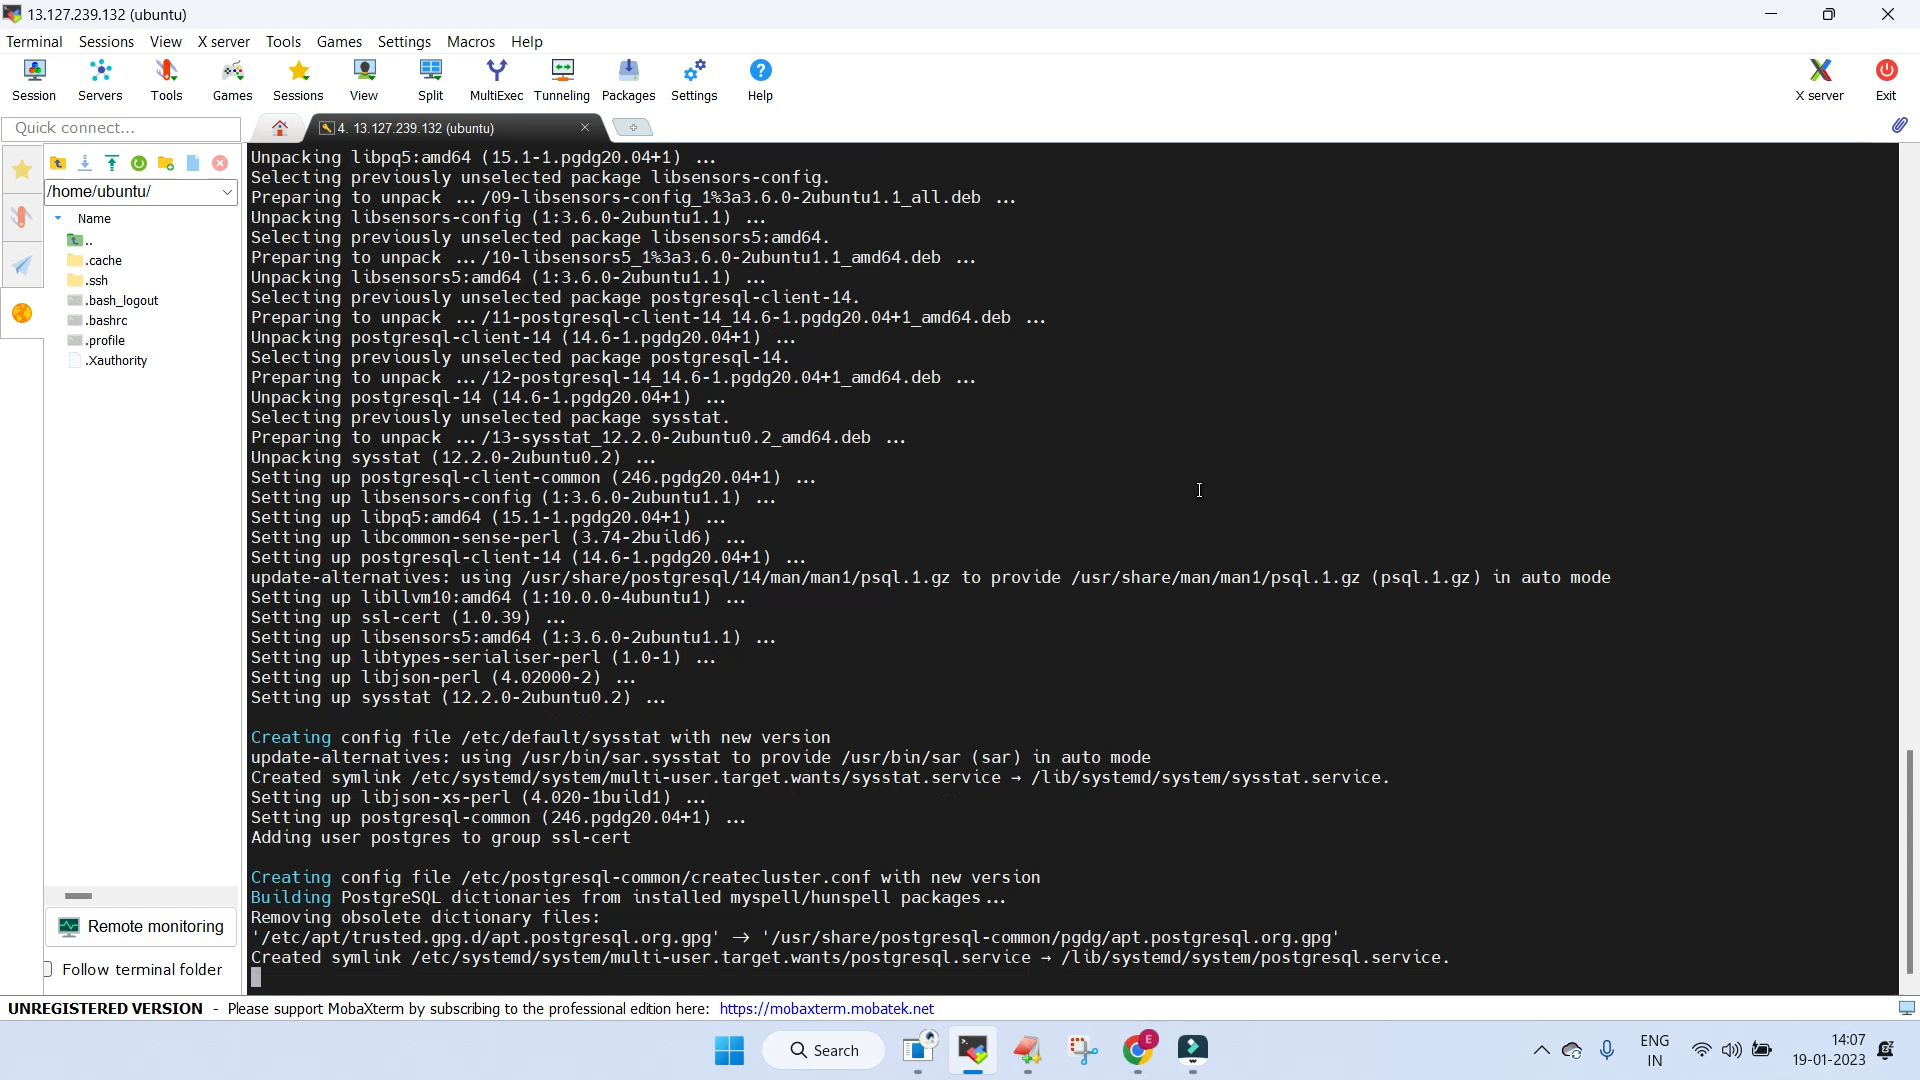 13.127.239.132 (ubuntu)
Terminal Sessions View X server Tools Games Settings Macros Help
Session Servers Tools Games Sessions View Split MultiExec Tunneling Packages Settings Help X server Exit
Quick connect...
4. 13.127.239.132 (ubuntu)
/home/ubuntu/
Name
..
.cache
.ssh
.bash_logout
.bashrc
.profile
.Xauthority
Remote monitoring
Follow terminal folder
Unpacking libpq5:amd64 (15.1-1.pgdg20.04+1) ...
Selecting previously unselected package libsensors-config.
Preparing to unpack .../09-libsensors-config_1%3a3.6.0-2ubuntu1.1_all.deb ...
Unpacking libsensors-config (1:3.6.0-2ubuntu1.1) ...
Selecting previously unselected package libsensors5:amd64.
Preparing to unpack .../10-libsensors5_1%3a3.6.0-2ubuntu1.1_amd64.deb ...
Unpacking libsensors5:amd64 (1:3.6.0-2ubuntu1.1) ...
Selecting previously unselected package postgresql-client-14.
Preparing to unpack .../11-postgresql-client-14_14.6-1.pgdg20.04+1_amd64.deb ...
Unpacking postgresql-client-14 (14.6-1.pgdg20.04+1) ...
Selecting previously unselected package postgresql-14.
Preparing to unpack .../12-postgresql-14_14.6-1.pgdg20.04+1_amd64.deb ...
Unpacking postgresql-14 (14.6-1.pgdg20.04+1) ...
Selecting previously unselected package sysstat.
Preparing to unpack .../13-sysstat_12.2.0-2ubuntu0.2_amd64.deb ...
Unpacking sysstat (12.2.0-2ubuntu0.2) ...
Setting up postgresql-client-common (246.pgdg20.04+1) ...
Setting up libsensors-config (1:3.6.0-2ubuntu1.1) ...
Setting up libpq5:amd64 (15.1-1.pgdg20.04+1) ...
Setting up libcommon-sense-perl (3.74-2build6) ...
Setting up postgresql-client-14 (14.6-1.pgdg20.04+1) ...
update-alternatives: using /usr/share/postgresql/14/man/man1/psql.1.gz to provide /usr/share/man/man1/psql.1.gz (psql.1.gz) in auto mode
Setting up libllvm10:amd64 (1:10.0.0-4ubuntu1) ...
Setting up ssl-cert (1.0.39) ...
Setting up libsensors5:amd64 (1:3.6.0-2ubuntu1.1) ...
Setting up libtypes-serialiser-perl (1.0-1) ...
Setting up libjson-perl (4.02000-2) ...
Setting up sysstat (12.2.0-2ubuntu0.2) ...
Creating config file /etc/default/sysstat with new version
update-alternatives: using /usr/bin/sar.sysstat to provide /usr/bin/sar (sar) in auto mode
Created symlink /etc/systemd/system/multi-user.target.wants/sysstat.service → /lib/systemd/system/sysstat.service.
Setting up libjson-xs-perl (4.020-1build1) ...
Setting up postgresql-common (246.pgdg20.04+1) ...
Adding user postgres to group ssl-cert
Creating config file /etc/postgresql-common/createcluster.conf with new version
Building PostgreSQL dictionaries from installed myspell/hunspell packages...
Removing obsolete dictionary files:
'/etc/apt/trusted.gpg.d/apt.postgresql.org.gpg' -> '/usr/share/postgresql-common/pgdg/apt.postgresql.org.gpg'
Created symlink /etc/systemd/system/multi-user.target.wants/postgresql.service → /lib/systemd/system/postgresql.service.
UNREGISTERED VERSION - Please support MobaXterm by subscribing to the professional edition here: https://mobaxterm.mobatek.net
Search
E
ENG
IN
14:07
19-01-2023